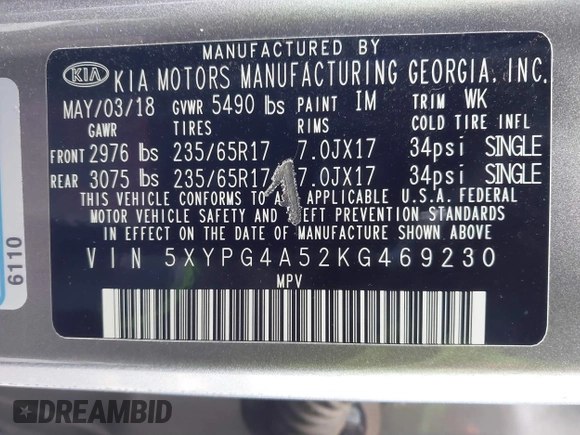 MANUFACTURED BY
KIA KIA MOTORS MANUFACTURING GEORGIA, INC.
MAY/03/18 GVWR 5490 lbs PAINT IM TRIM WK
GAWR TIRES RIMS COLD TIRE INFL
FRONT 2976 lbs 235/65R17 7.0JX17 34psi SINGLE
REAR 3075 lbs 235/65R17 7.0JX17 34psi SINGLE
THIS VEHICLE CONFORMS TO ALL APPLICABLE U.S.A. FEDERAL
MOTOR VEHICLE SAFETY AND THEFT PREVENTION STANDARDS
IN EFFECT ON THE DATE OF MANUFACTURE SHOWN ABOVE.
VIN 5XYPG4A52KG469230
MPV
1
6110
DREAMBID